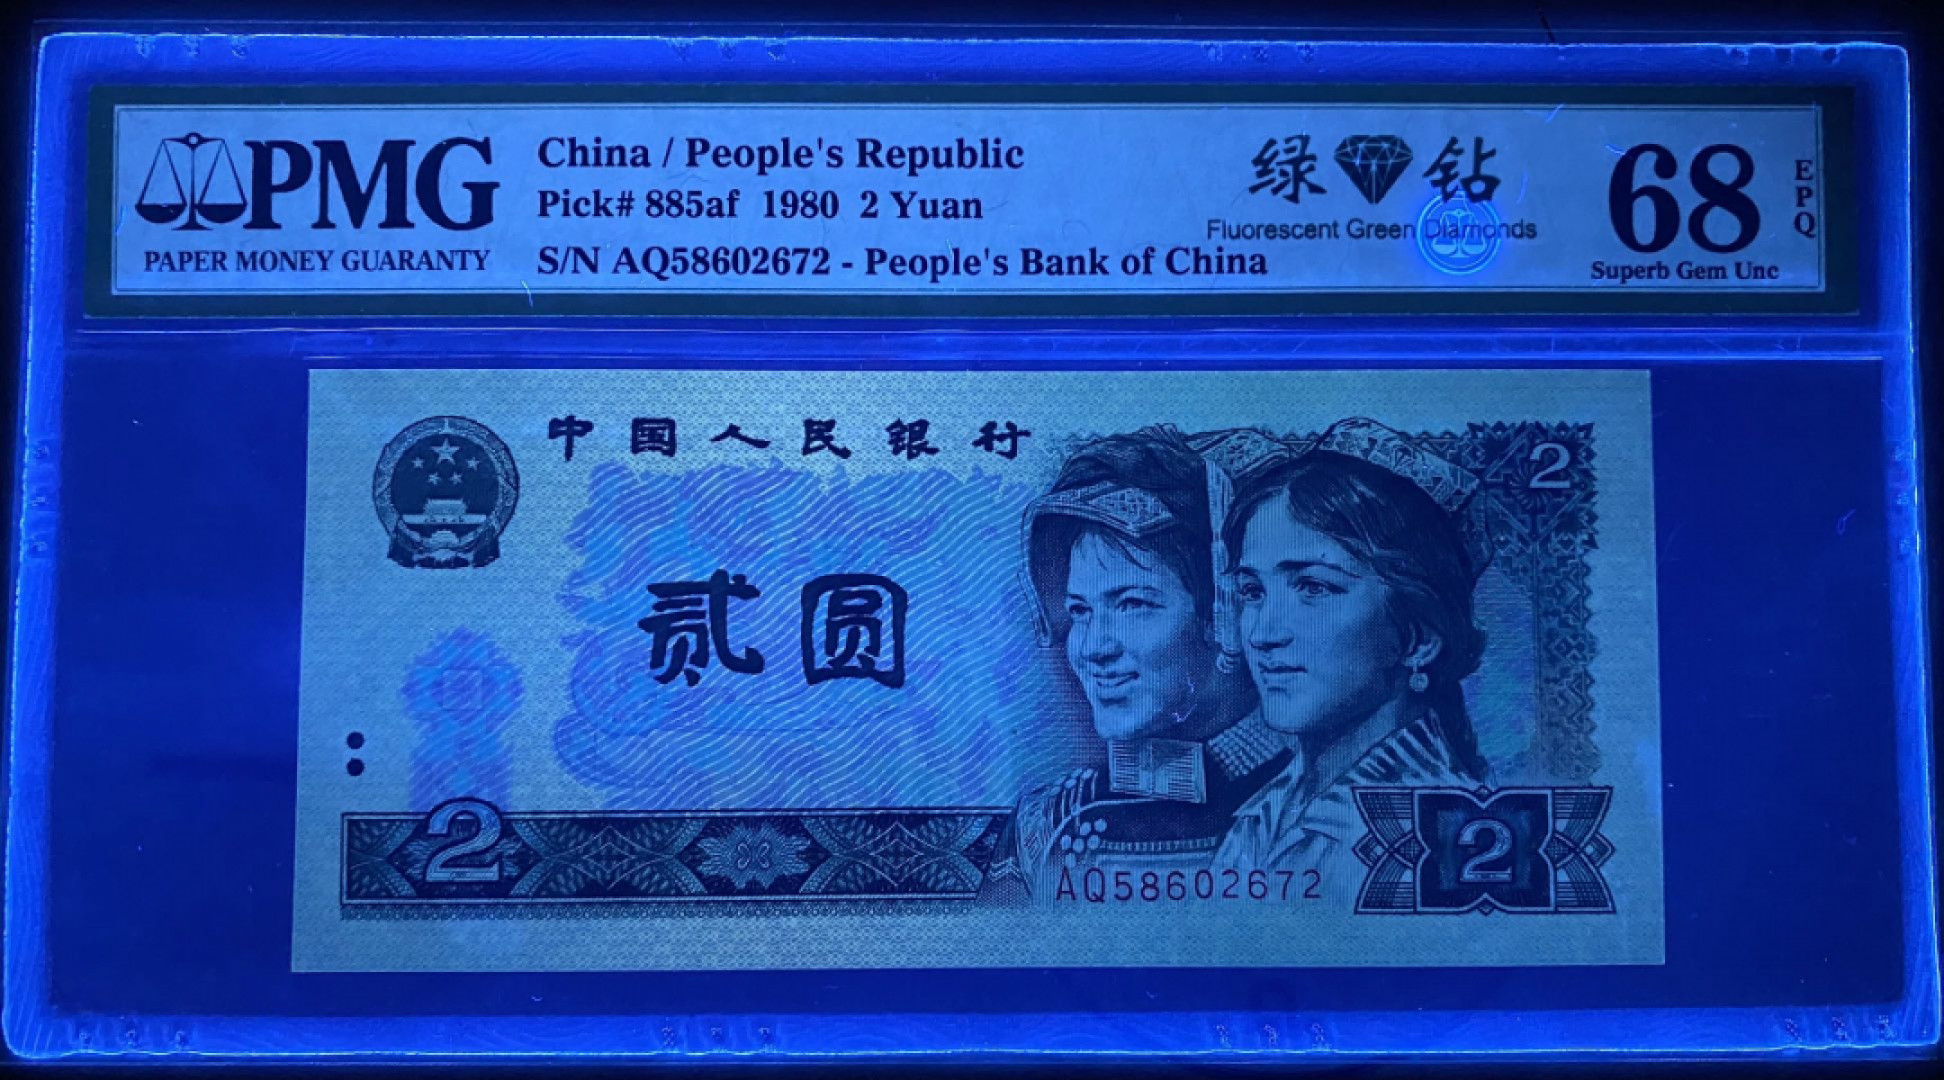 PMG
PAPER MONEY GUARANTY
China / People's Republic
Pick# 885af 1980 2 Yuan
S/N AQ58602672 - People's Bank of China
绿钻
Fluorescent Green Diamonds
68
EPQ
Superb Gem Unc
中国人民银行
2
贰圆
2
2
AQ58602672